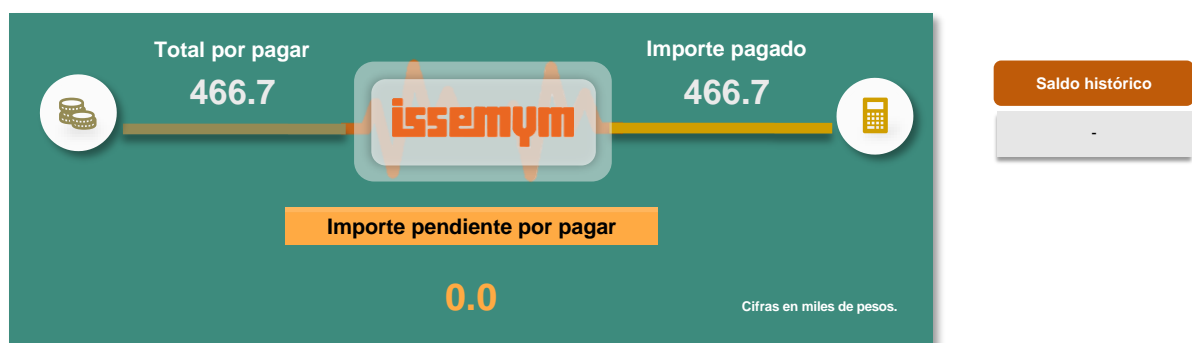 Total por pagar
466.7
issemym
Importe pagado
466.7
Importe pendiente por pagar
0.0
Cifras en miles de pesos.
Saldo histórico
-